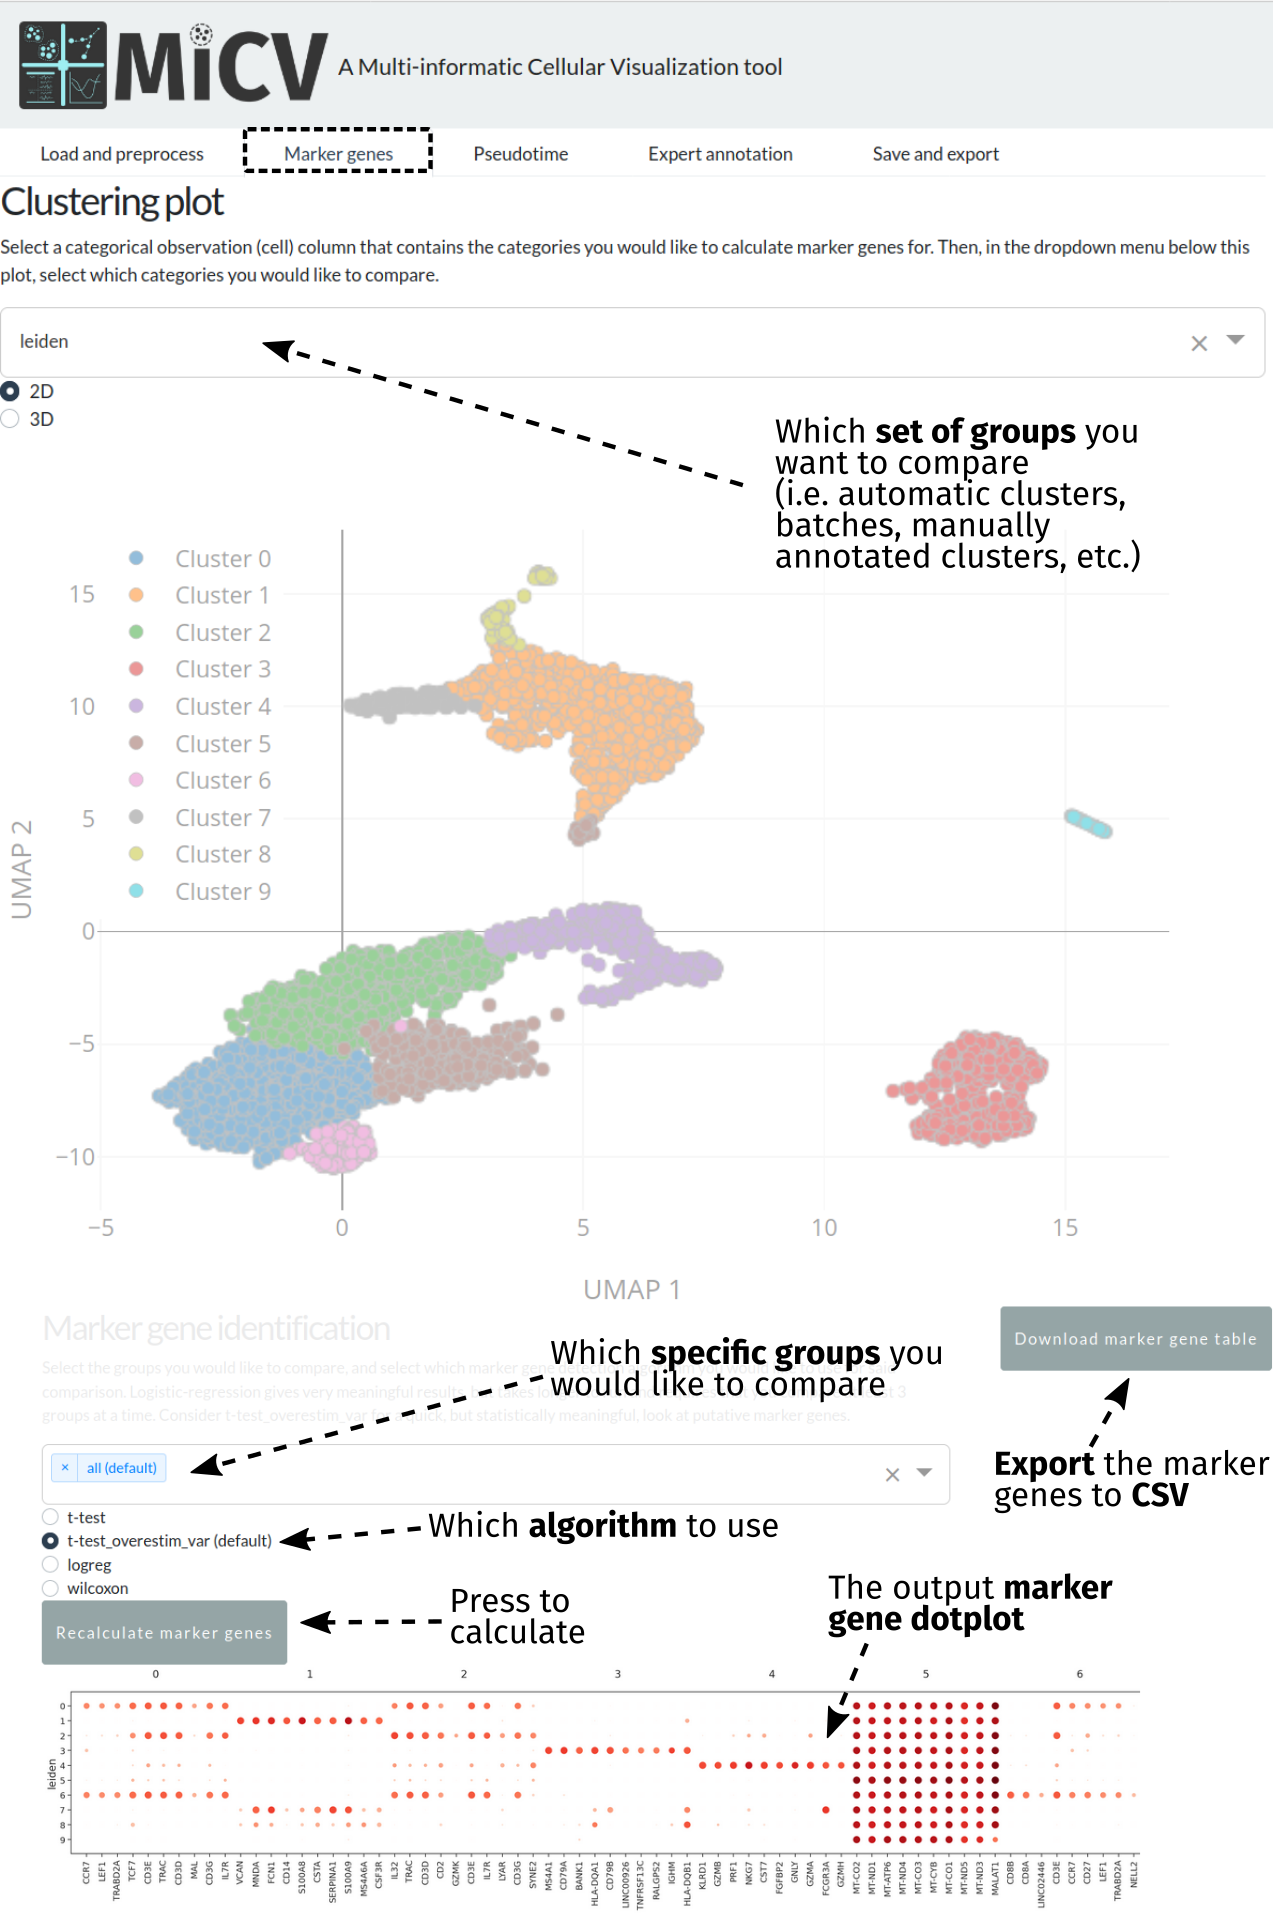 MiCV A Multi-informatic Cellular Visualization tool
Load and preprocess Marker genes Pseudotime Expert annotation Save and export
Clustering plot
Select a categorical observation (cell) column that contains the categories you would like to calculate marker genes for. Then, in the dropdown menu below this
plot, select which categories you would like to compare.
leiden
2D
3D
Which set of groups you
want to compare
(i.e. automatic clusters,
batches, manually
annotated clusters, etc.)
Cluster 0
Cluster 1
Cluster 2
Cluster 3
Cluster 4
Cluster 5
Cluster 6
Cluster 7
Cluster 8
Cluster 9
15
10
5
0
−5
−10
UMAP 2
−5 0 5 10 15
UMAP 1
Marker gene identification
Download marker gene table
Which specific groups you
would like to compare
Select the groups you would like to compare, and select which marker gene detection algorithm you would
comparison. Logistic-regression gives very meaningful results, takes 3
groups at a time. Consider t-test_overestim_var for a quick, but statistically meaningful, look at putative marker genes.
Export the marker
genes to CSV
× all (default)
t-test
t-test_overestim_var (default)
logreg
wilcoxon
Which algorithm to use
Press to
calculate
The output marker
gene dotplot
Recalculate marker genes
0 1 2 3 4 5 6
0
1
2
3
4
5
6
7
8
9
leiden
CCR7 LEF1 TRABD2A TCF7 CD3E TRAC CD3D MAL CD3G IL7R VCAN MNDA FCN1 CD14 S100A8 CSTA SERPINA1 S100A9 MS4A6A CSF3R IL32 TRAC CD3D CD2 GZMK CD3E IL7R LYAR CD3G SYNE2 MS4A1 CD79A BANK1 HLA-DQA1 CD79B LINC00926 TNFRSF13C RALGPS2 IGHM HLA-DQB1 KLRD1 GZMB PRF1 NKG7 CST7 FGFBP2 GNLY GZMA FCGR3A GZMH MT-CO2 MT-ND1 MT-ATP6 MT-ND4 MT-CO3 MT-CYB MT-CO1 MT-ND5 MT-ND3 MALAT1 CD8B CD8A LINC02446 CD3E CCR7 CD27 LEF1 TRABD2A NELL2